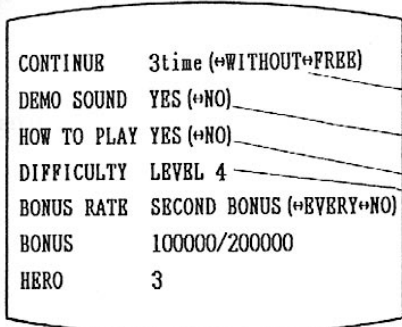 CONTINUE 3time (↔WITHOUT↔FREE)
DEMO SOUND YES (↔NO)
HOW TO PLAY YES (↔NO)
DIFFICULTY LEVEL 4
BONUS RATE SECOND BONUS (↔EVERY↔NO)
BONUS 100000/200000
HERO 3